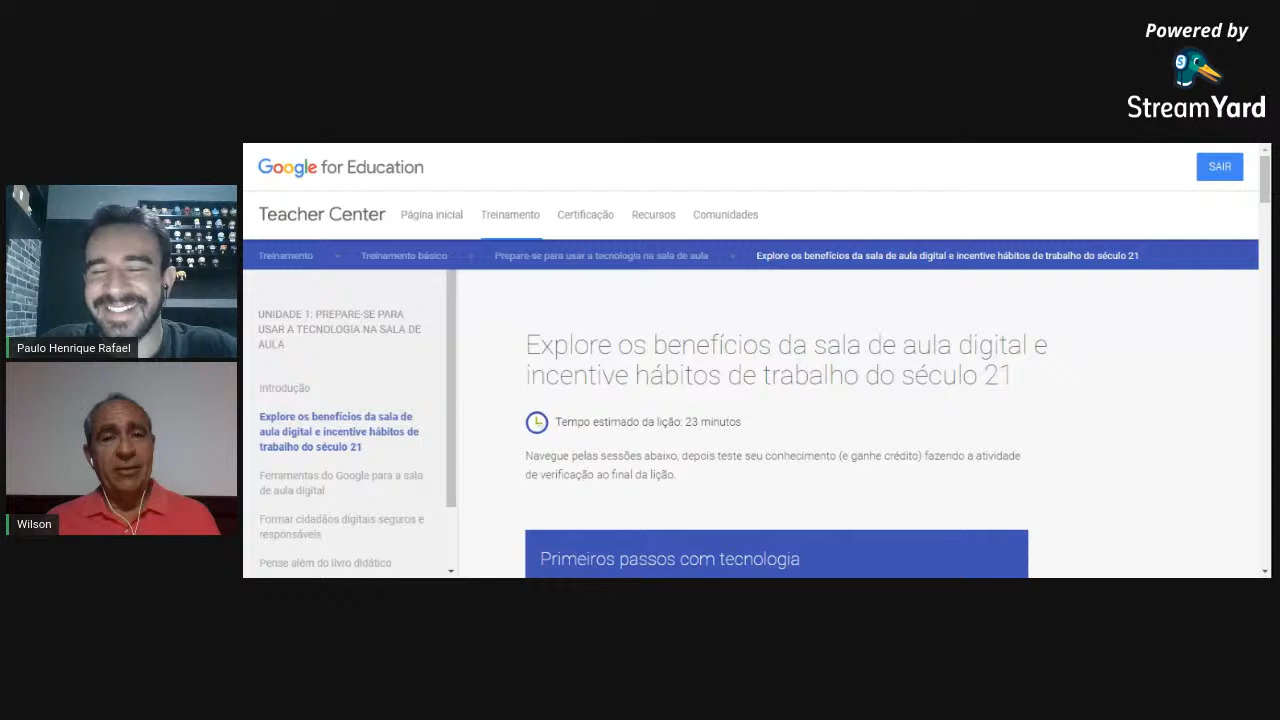 Powered by
StreamYard
Google for Education
SAIR
Teacher Center
Página inicial
Treinamento
Certificação
Recursos
Comunidades
Treinamento
Treinamento básico
Prepare-se para usar a tecnologia na sala de aula
Explore os benefícios da sala de aula digital e incentive hábitos de trabalho do século 21
UNIDADE 1: PREPARE-SE PARA
USAR A TECNOLOGIA NA SALA DE
AULA
Introdução
Explore os benefícios da sala de
aula digital e incentive hábitos de
trabalho do século 21
Ferramentas do Google para a sala
de aula digital
Formar cidadãos digitais seguros e
responsáveis
Pense além do livro didático
Explore os benefícios da sala de aula digital e
incentive hábitos de trabalho do século 21
Tempo estimado da lição: 23 minutos
Navegue pelas sessões abaixo, depois teste seu conhecimento (e ganhe crédito) fazendo a atividade
de verificação ao final da lição.
Primeiros passos com tecnologia
Paulo Henrique Rafael
Wilson